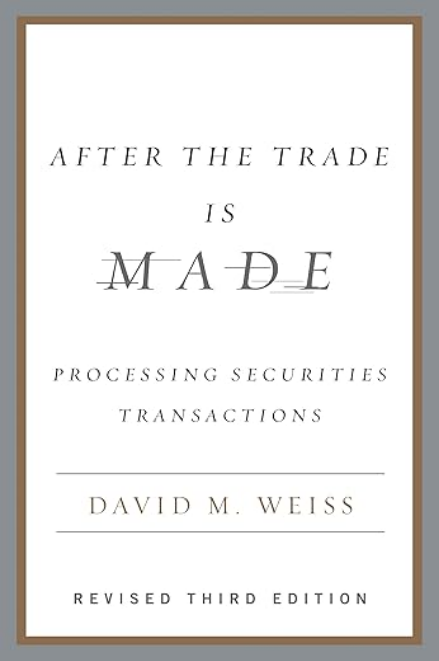 AFTER THE TRADE
IS
MADE
PROCESSING SECURITIES
TRANSACTIONS
DAVID M. WEISS
REVISED THIRD EDITION